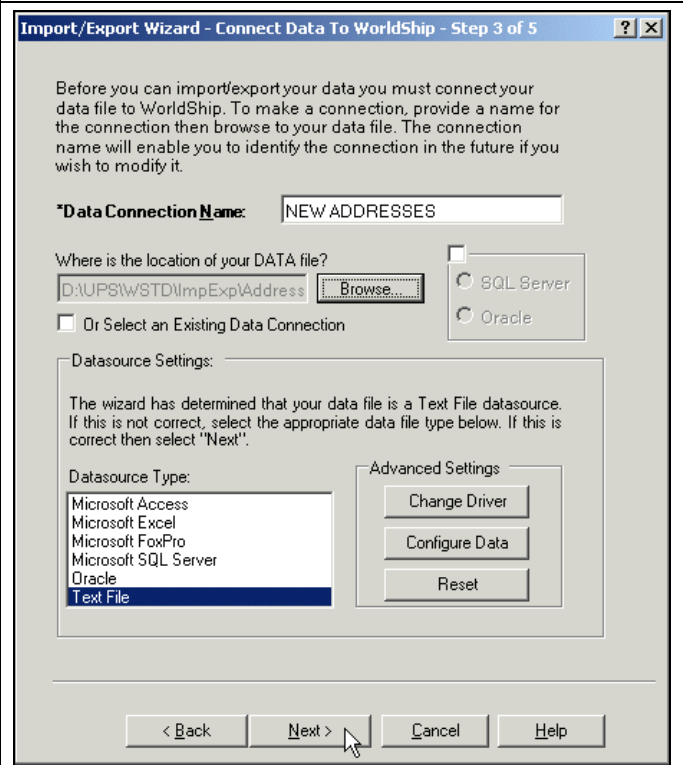 Import/Export Wizard - Connect Data To WorldShip - Step 3 of 5
Before you can import/export your data you must connect your
data file to WorldShip. To make a connection, provide a name for
the connection then browse to your data file. The connection
name will enable you to identify the connection in the future if you
wish to modify it.
*Data Connection Name:
NEW ADDRESSES
Where is the location of your DATA file?
D:\UPS\WSTD\ImpExp\Address
Browse...
SQL Server
Oracle
Or Select an Existing Data Connection
Datasource Settings:
The wizard has determined that your data file is a Text File datasource.
If this is not correct, select the appropriate data file type below. If this is
correct then select "Next".
Datasource Type:
Microsoft Access
Microsoft Excel
Microsoft FoxPro
Microsoft SQL Server
Oracle
Text File
Advanced Settings
Change Driver
Configure Data
Reset
< Back
Next >
Cancel
Help